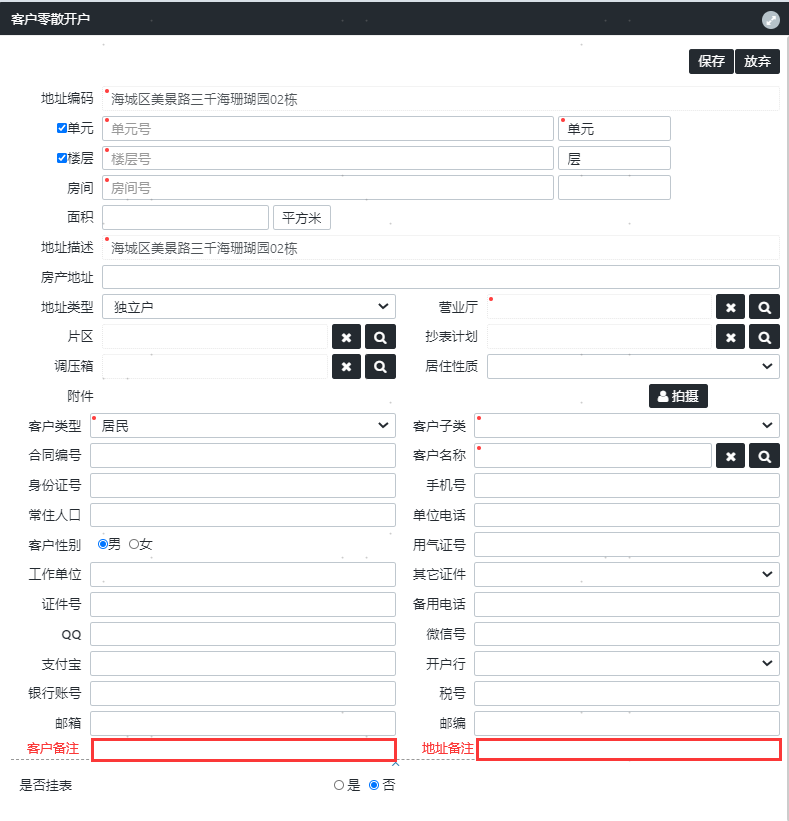 客户零散开户
保存 放弃
地址编码 海城区美景路三千海珊瑚园02栋
单元 单元号 单元
楼层 楼层号 层
房间 房间号
面积 平方米
地址描述 海城区美景路三千海珊瑚园02栋
房产地址
地址类型 独立户 营业厅
片区 抄表计划
调压箱 居住性质
附件 拍摄
客户类型 居民 客户子类
合同编号 客户名称
身份证号 手机号
常住人口 单位电话
客户性别 男 女 用气证号
工作单位 其它证件
证件号 备用电话
QQ 微信号
支付宝 开户行
银行账号 税号
邮箱 邮编
客户备注 地址备注
是否挂表 是 否